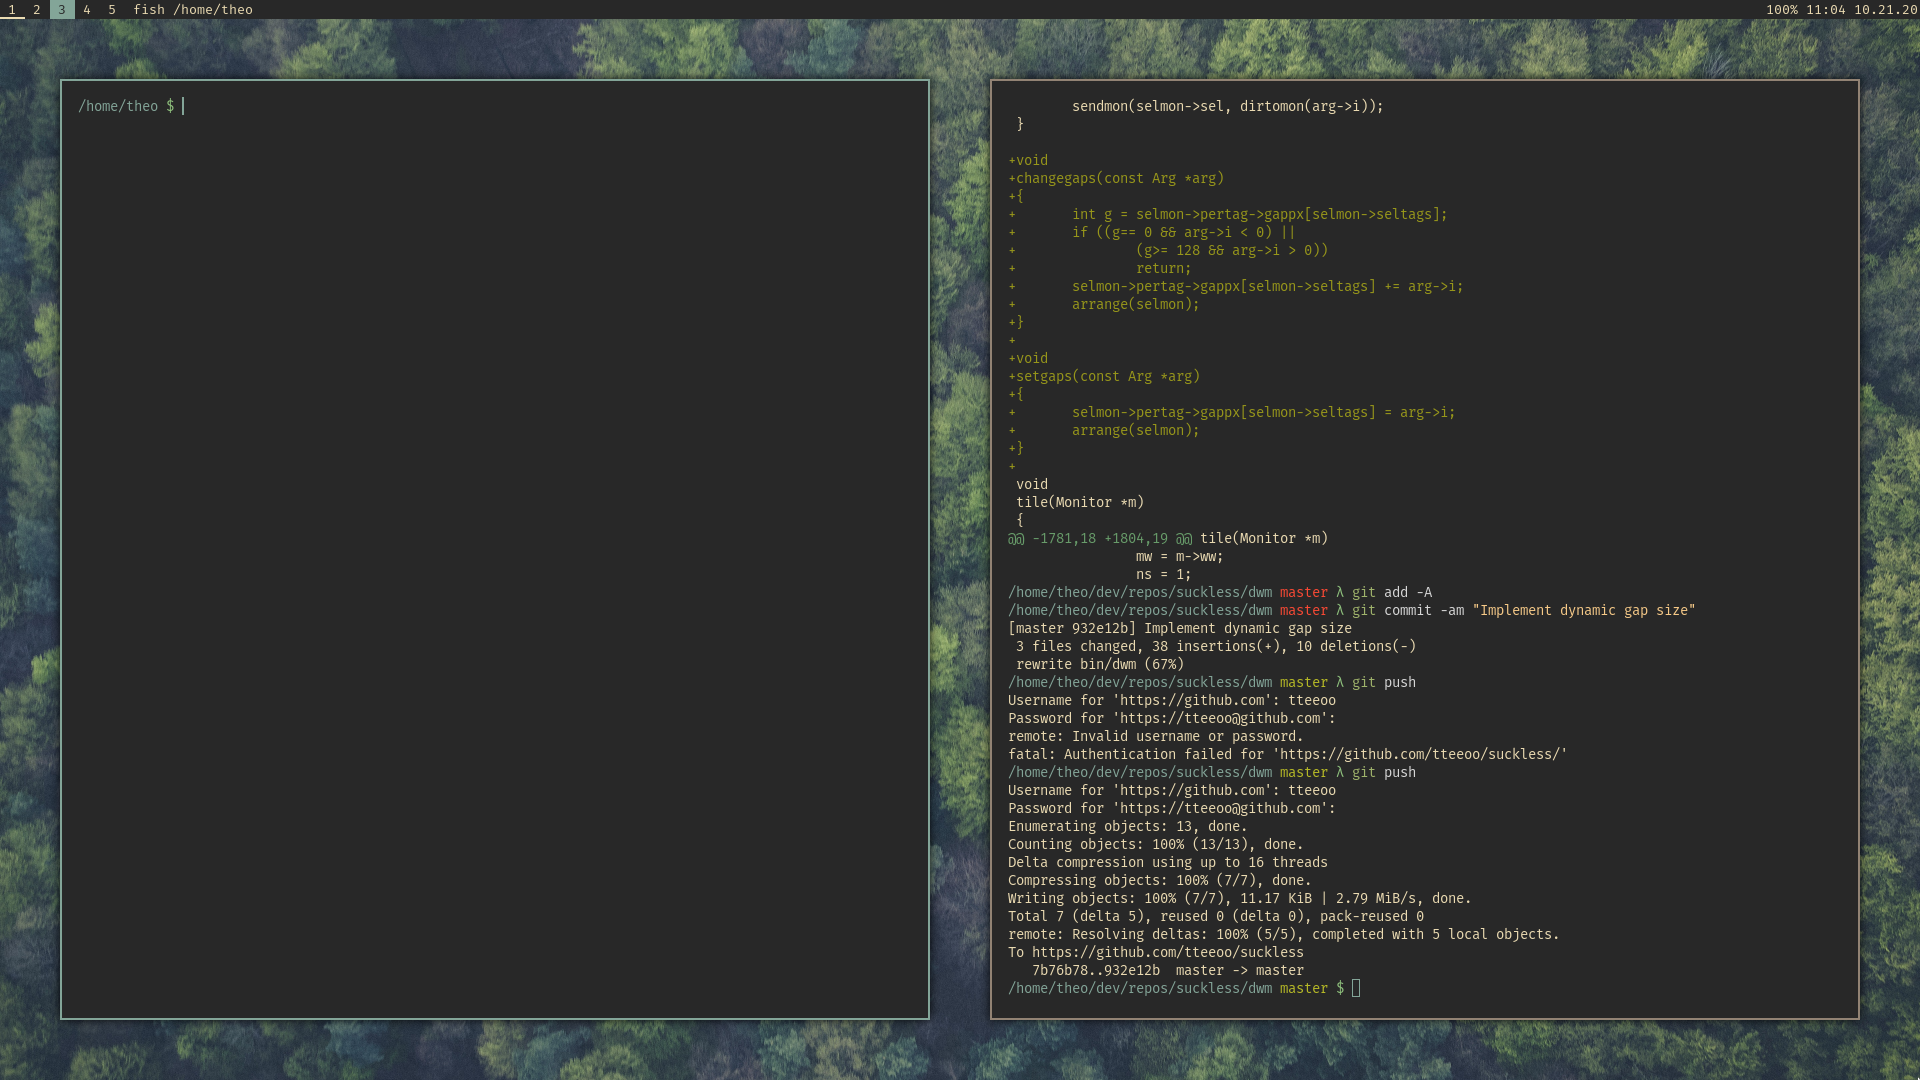 1 2 3 4 5 fish /home/theo 100% 11:04 10.21.20
/home/theo $
        sendmon(selmon->sel, dirtomon(arg->i));
 }
+void
+changegaps(const Arg *arg)
+{
+       int g = selmon->pertag->gappx[selmon->seltags];
+       if ((g== 0 && arg->i < 0) ||
+               (g>= 128 && arg->i > 0))
+               return;
+       selmon->pertag->gappx[selmon->seltags] += arg->i;
+       arrange(selmon);
+}
+
+void
+setgaps(const Arg *arg)
+{
+       selmon->pertag->gappx[selmon->seltags] = arg->i;
+       arrange(selmon);
+}
+
 void
 tile(Monitor *m)
 {
@@ -1781,18 +1804,19 @@ tile(Monitor *m)
                mw = m->ww;
                ns = 1;
/home/theo/dev/repos/suckless/dwm master λ git add -A
/home/theo/dev/repos/suckless/dwm master λ git commit -am "Implement dynamic gap size"
[master 932e12b] Implement dynamic gap size
 3 files changed, 38 insertions(+), 10 deletions(-)
 rewrite bin/dwm (67%)
/home/theo/dev/repos/suckless/dwm master λ git push
Username for 'https://github.com': tteeoo
Password for 'https://tteeoo@github.com':
remote: Invalid username or password.
fatal: Authentication failed for 'https://github.com/tteeoo/suckless/'
/home/theo/dev/repos/suckless/dwm master λ git push
Username for 'https://github.com': tteeoo
Password for 'https://tteeoo@github.com':
Enumerating objects: 13, done.
Counting objects: 100% (13/13), done.
Delta compression using up to 16 threads
Compressing objects: 100% (7/7), done.
Writing objects: 100% (7/7), 11.17 KiB | 2.79 MiB/s, done.
Total 7 (delta 5), reused 0 (delta 0), pack-reused 0
remote: Resolving deltas: 100% (5/5), completed with 5 local objects.
To https://github.com/tteeoo/suckless
   7b76b78..932e12b  master -> master
/home/theo/dev/repos/suckless/dwm master $